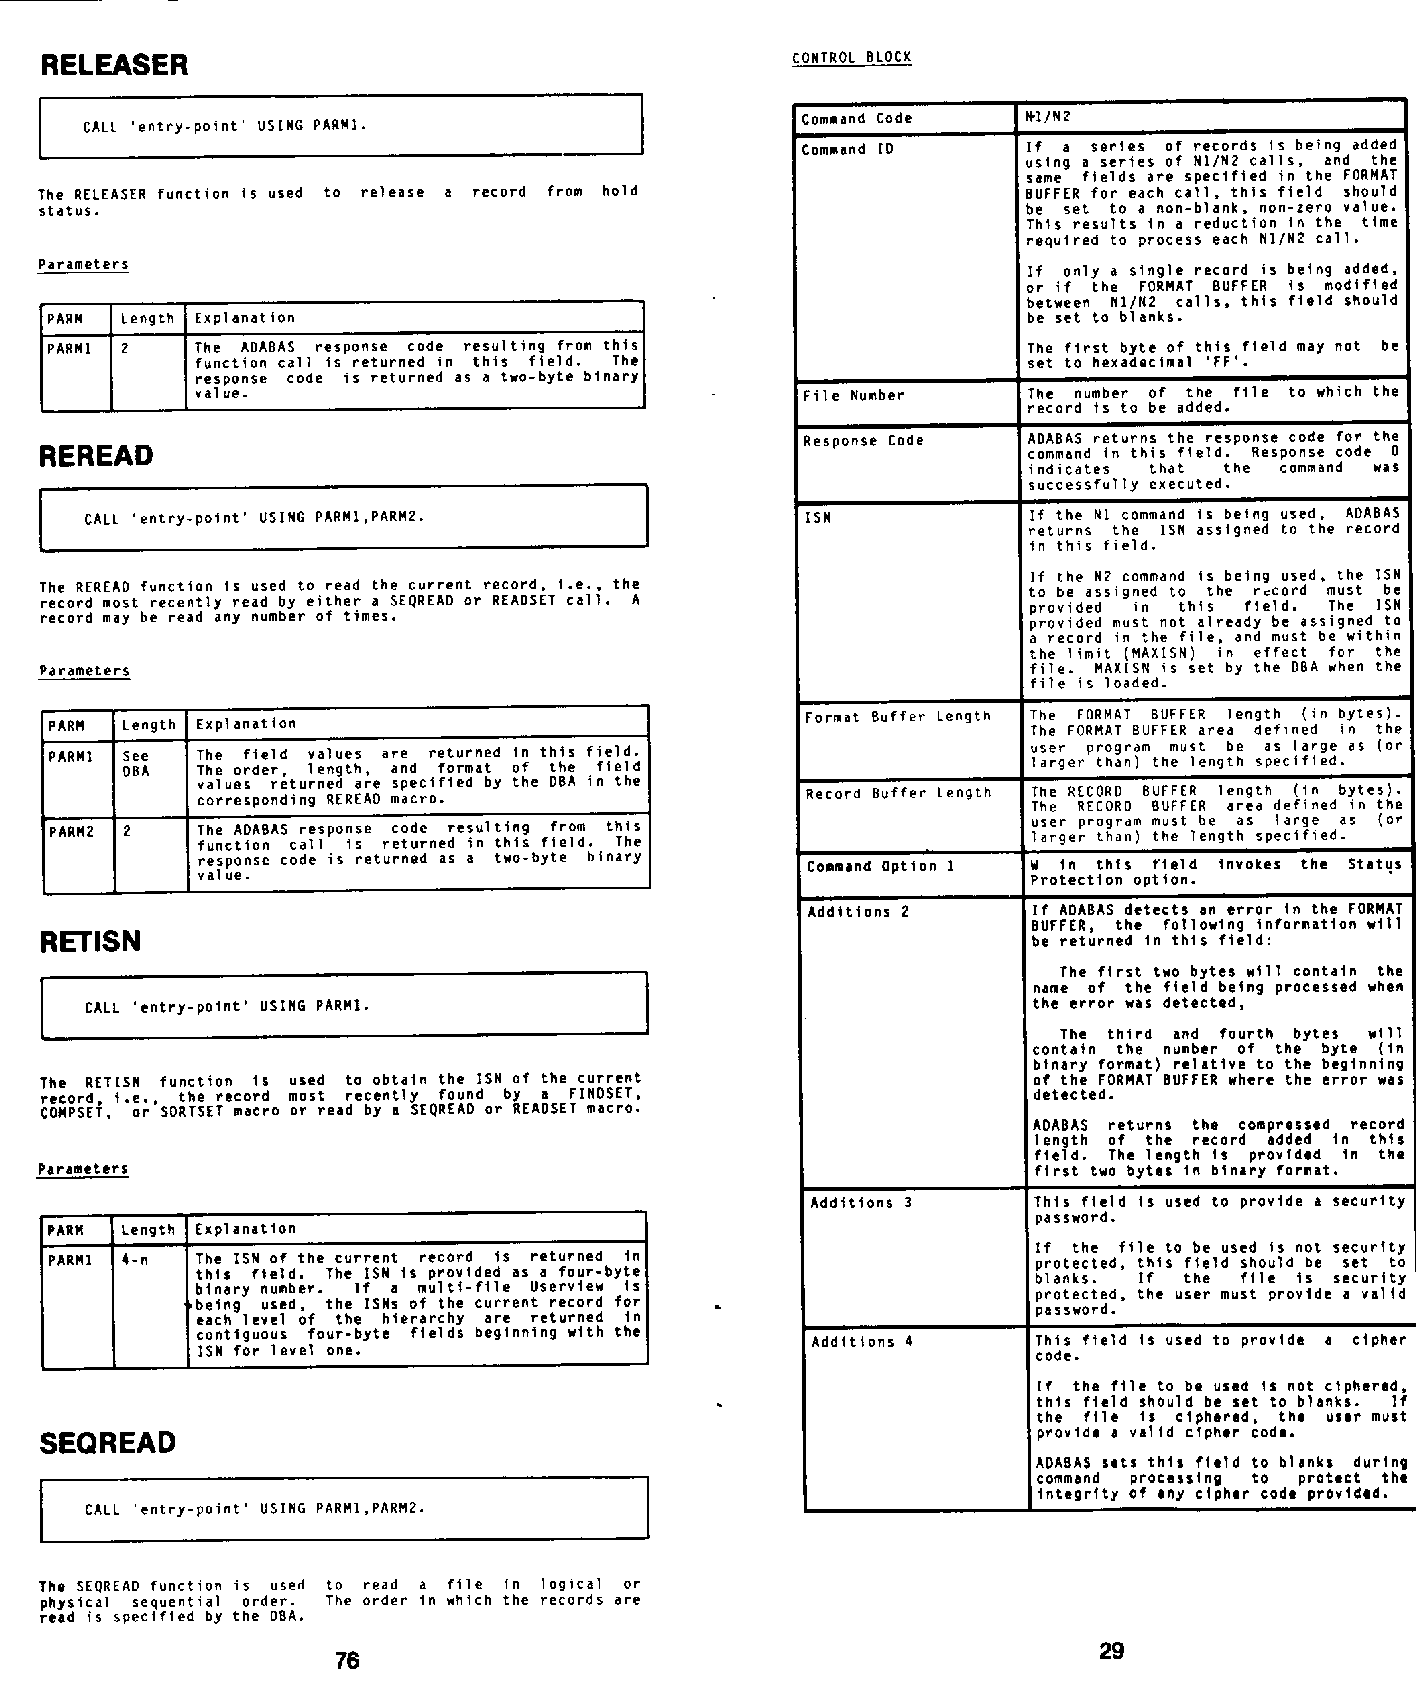 RELEASER
CALL 'entry-point' USING PARM1.
The RELEASER function is used to release a record from hold
status.
Parameters
PARM Length Explanation
PARM1 2 The ADABAS response code resulting from this
function call is returned in this field. The
response code is returned as a two-byte binary
value.
REREAD
CALL 'entry-point' USING PARM1,PARM2.
The REREAD function is used to read the current record, i.e., the
record most recently read by either a SEQREAD or READSET call. A
record may be read any number of times.
Parameters
PARM Length Explanation
PARM1 See The field values are returned in this field.
DBA The order, length, and format of the field
values returned are specified by the DBA in the
corresponding REREAD macro.
PARM2 2 The ADABAS response code resulting from this
function call is returned in this field. The
response code is returned as a two-byte binary
value.
RETISN
CALL 'entry-point' USING PARM1.
The RETISN function is used to obtain the ISN of the current
record, i.e., the record most recently found by a FINDSET,
COMPSET, or SORTSET macro or read by a SEQREAD or READSET macro.
Parameters
PARM Length Explanation
PARM1 4-n The ISN of the current record is returned in
this field. The ISN is provided as a four-byte
binary number. If a multi-file Userview is
being used, the ISNs of the current record for
each level of the hierarchy are returned in
contiguous four-byte fields beginning with the
ISN for level one.
SEQREAD
CALL 'entry-point' USING PARM1,PARM2.
The SEQREAD function is used to read a file in logical or
physical sequential order. The order in which the records are
read is specified by the DBA.
76
CONTROL BLOCK
Command Code N1/N2
Command ID If a series of records is being added
using a series of N1/N2 calls, and the
same fields are specified in the FORMAT
BUFFER for each call, this field should
be set to a non-blank, non-zero value.
This results in a reduction in the time
required to process each N1/N2 call.
If only a single record is being added,
or if the FORMAT BUFFER is modified
between N1/N2 calls, this field should
be set to blanks.
The first byte of this field may not be
set to hexadecimal 'FF'.
File Number The number of the file to which the
record is to be added.
Response Code ADABAS returns the response code for the
command in this field. Response code 0
indicates that the command was
successfully executed.
ISN If the N1 command is being used, ADABAS
returns the ISN assigned to the record
in this field.
If the N2 command is being used, the ISN
to be assigned to the record must be
provided in this field. The ISN
provided must not already be assigned to
a record in the file, and must be within
the limit (MAXISN) in effect for the
file. MAXISN is set by the DBA when the
file is loaded.
Format Buffer Length The FORMAT BUFFER length (in bytes).
The FORMAT BUFFER area defined in the
user program must be as large as (or
larger than) the length specified.
Record Buffer Length The RECORD BUFFER length (in bytes).
The RECORD BUFFER area defined in the
user program must be as large as (or
larger than) the length specified.
Command Option 1 W in this field invokes the Status
Protection option.
Additions 2 If ADABAS detects an error in the FORMAT
BUFFER, the following information will
be returned in this field:
The first two bytes will contain the
name of the field being processed when
the error was detected,
The third and fourth bytes will
contain the number of the byte (in
binary format) relative to the beginning
of the FORMAT BUFFER where the error was
detected.
ADABAS returns the compressed record
length of the record added in this
field. The length is provided in the
first two bytes in binary format.
Additions 3 This field is used to provide a security
password.
If the file to be used is not security
protected, this field should be set to
blanks. If the file is security
protected, the user must provide a valid
password.
Additions 4 This field is used to provide a cipher
code.
If the file to be used is not ciphered,
this field should be set to blanks. If
the file is ciphered, the user must
provide a valid cipher code.
ADABAS sets this field to blanks during
command processing to protect the
integrity of any cipher code provided.
29